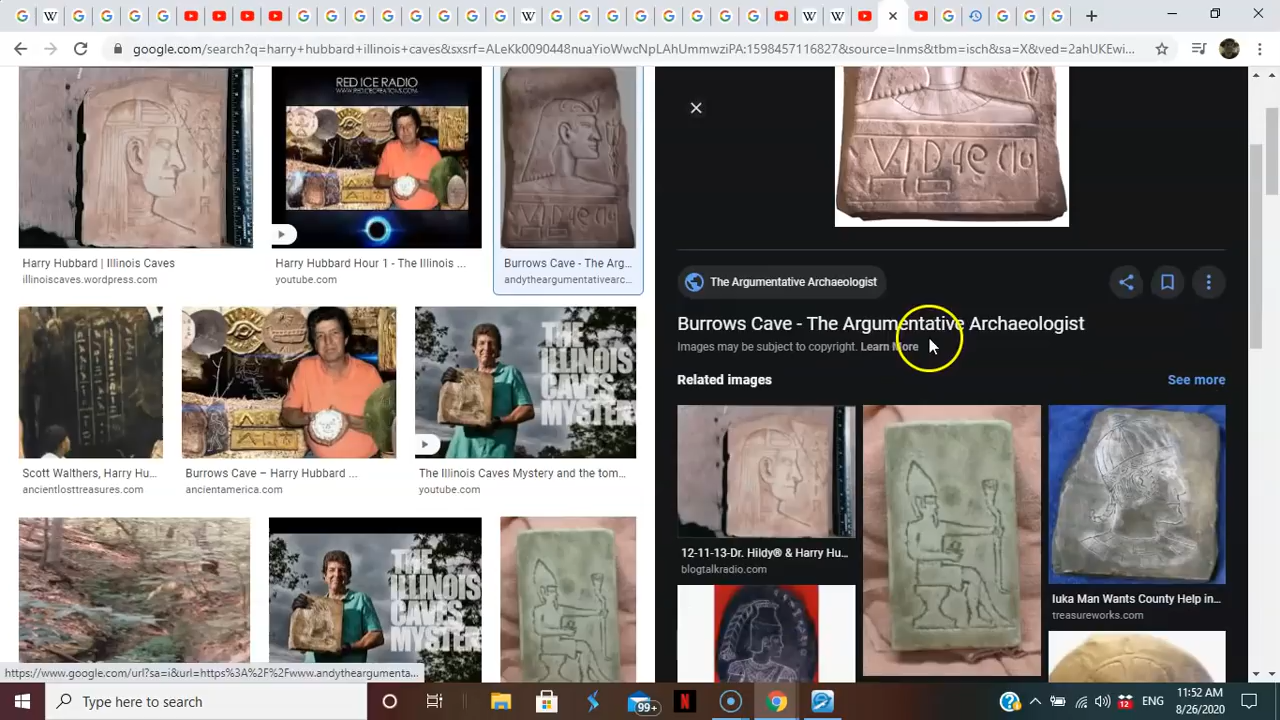 google.com/search?q=harry+hubbard+illinois+caves&sxsrf=ALeKk0090448nuaYioWwcNpLAhUmmwziPA:1598457116827&source=lnms&tbm=isch&sa=X&ved=2ahUKEwi...
RED ICE RADIO
Harry Hubbard | Illinois Caves
illinoiscaves.wordpress.com
Harry Hubbard Hour 1 - The Illinois ...
youtube.com
Burrows Cave - The Arg...
andytheargumentativearc...
The Argumentative Archaeologist
Burrows Cave - The Argumentative Archaeologist
Images may be subject to copyright. Learn More
Related images
See more
THE
ILLINOIS
CAVES
MYSTER
Scott Walthers, Harry Hu...
ancientlosttreasures.com
Burrows Cave – Harry Hubbard ...
ancientamerica.com
The Illinois Caves Mystery and the tom...
youtube.com
12-11-13-Dr. Hildy® & Harry Hu...
blogtalkradio.com
Iuka Man Wants County Help in...
treasureworks.com
THE
ILLINOIS
CAVES
MYSTER
https://www.google.com/url?sa=i&url=https%3A%2F%2Fwww.andytheargumenta...
Type here to search
99+
12
11:52 AM
8/26/2020